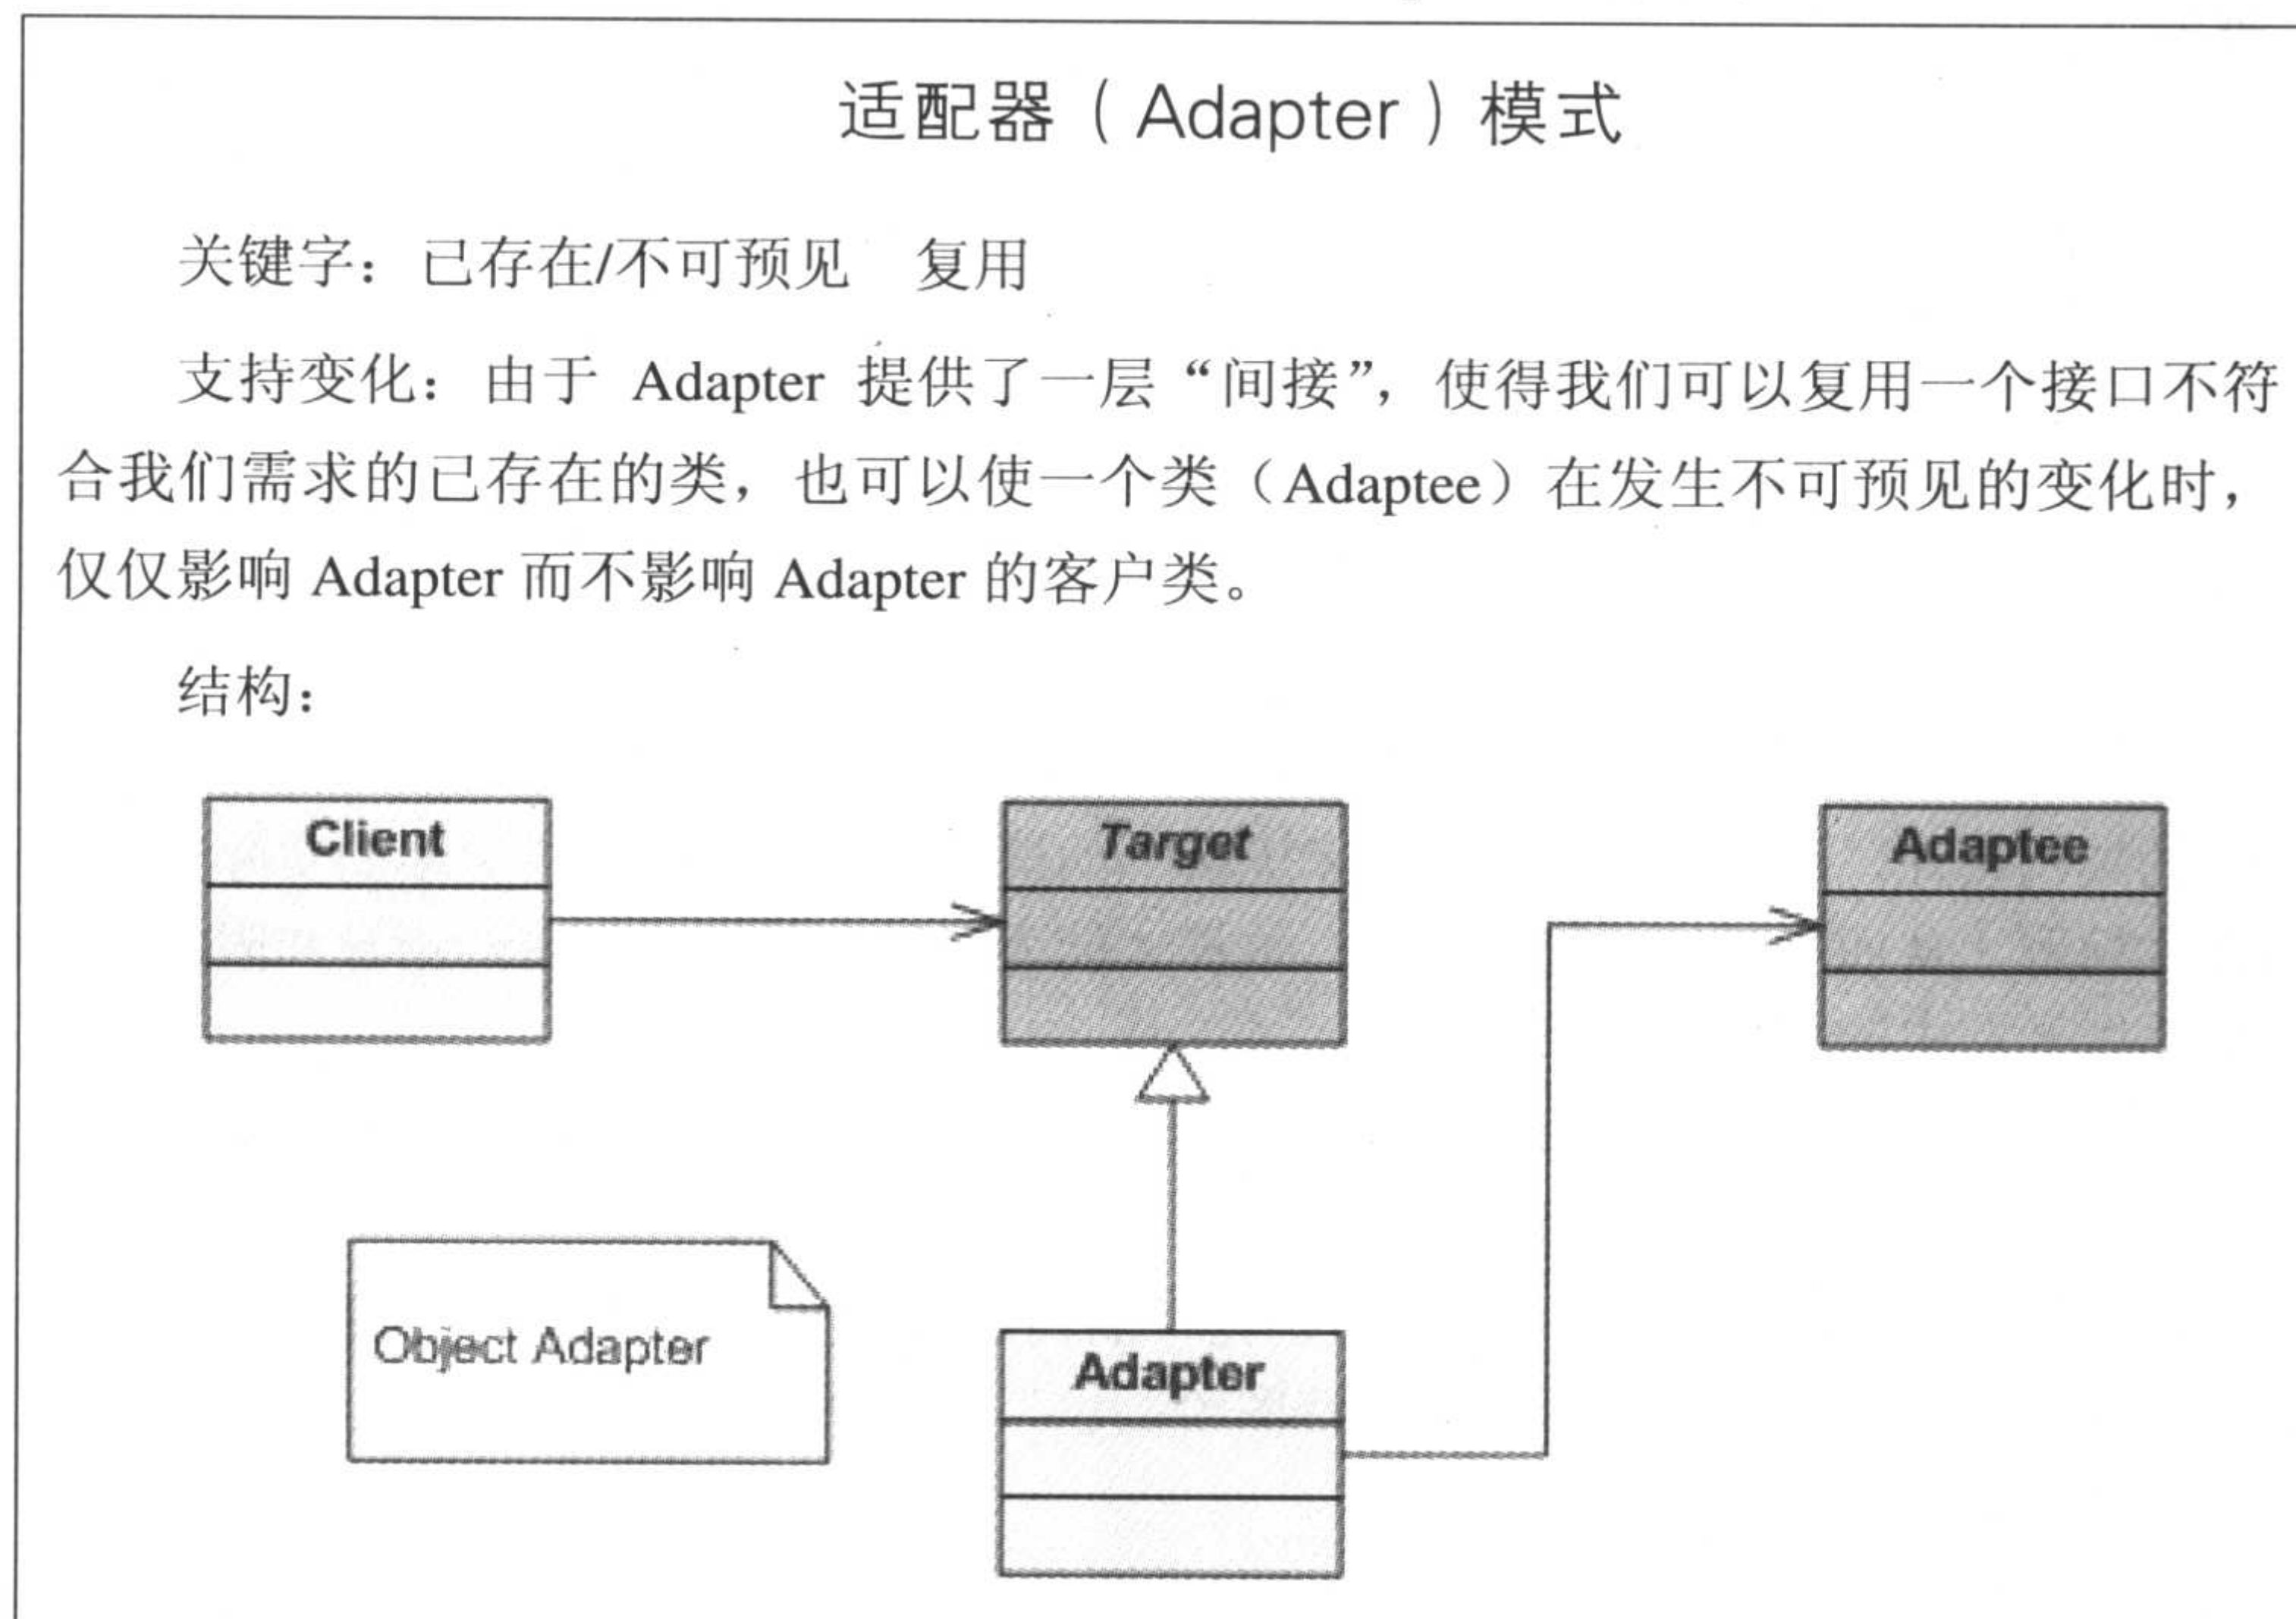 适配器（Adapter）模式
关键字：已存在/不可预见　复用
支持变化：由于 Adapter 提供了一层“间接”，使得我们可以复用一个接口不符
合我们需求的已存在的类，也可以使一个类（Adaptee）在发生不可预见的变化时，
仅仅影响 Adapter 而不影响 Adapter 的客户类。
结构：
Client
Target
Adaptee
Object Adapter
Adapter